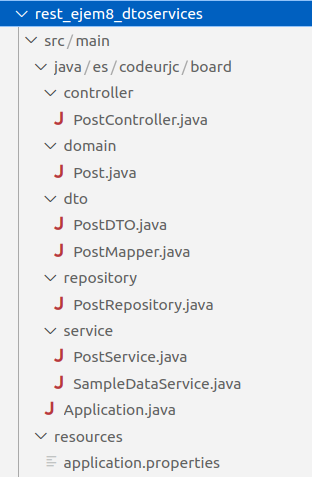 rest_ejem8_dtoservices
src/main
java/es/codeurjc/board
controller
J PostController.java
domain
J Post.java
dto
J PostDTO.java
J PostMapper.java
repository
J PostRepository.java
service
J PostService.java
J SampleDataService.java
J Application.java
resources
application.properties